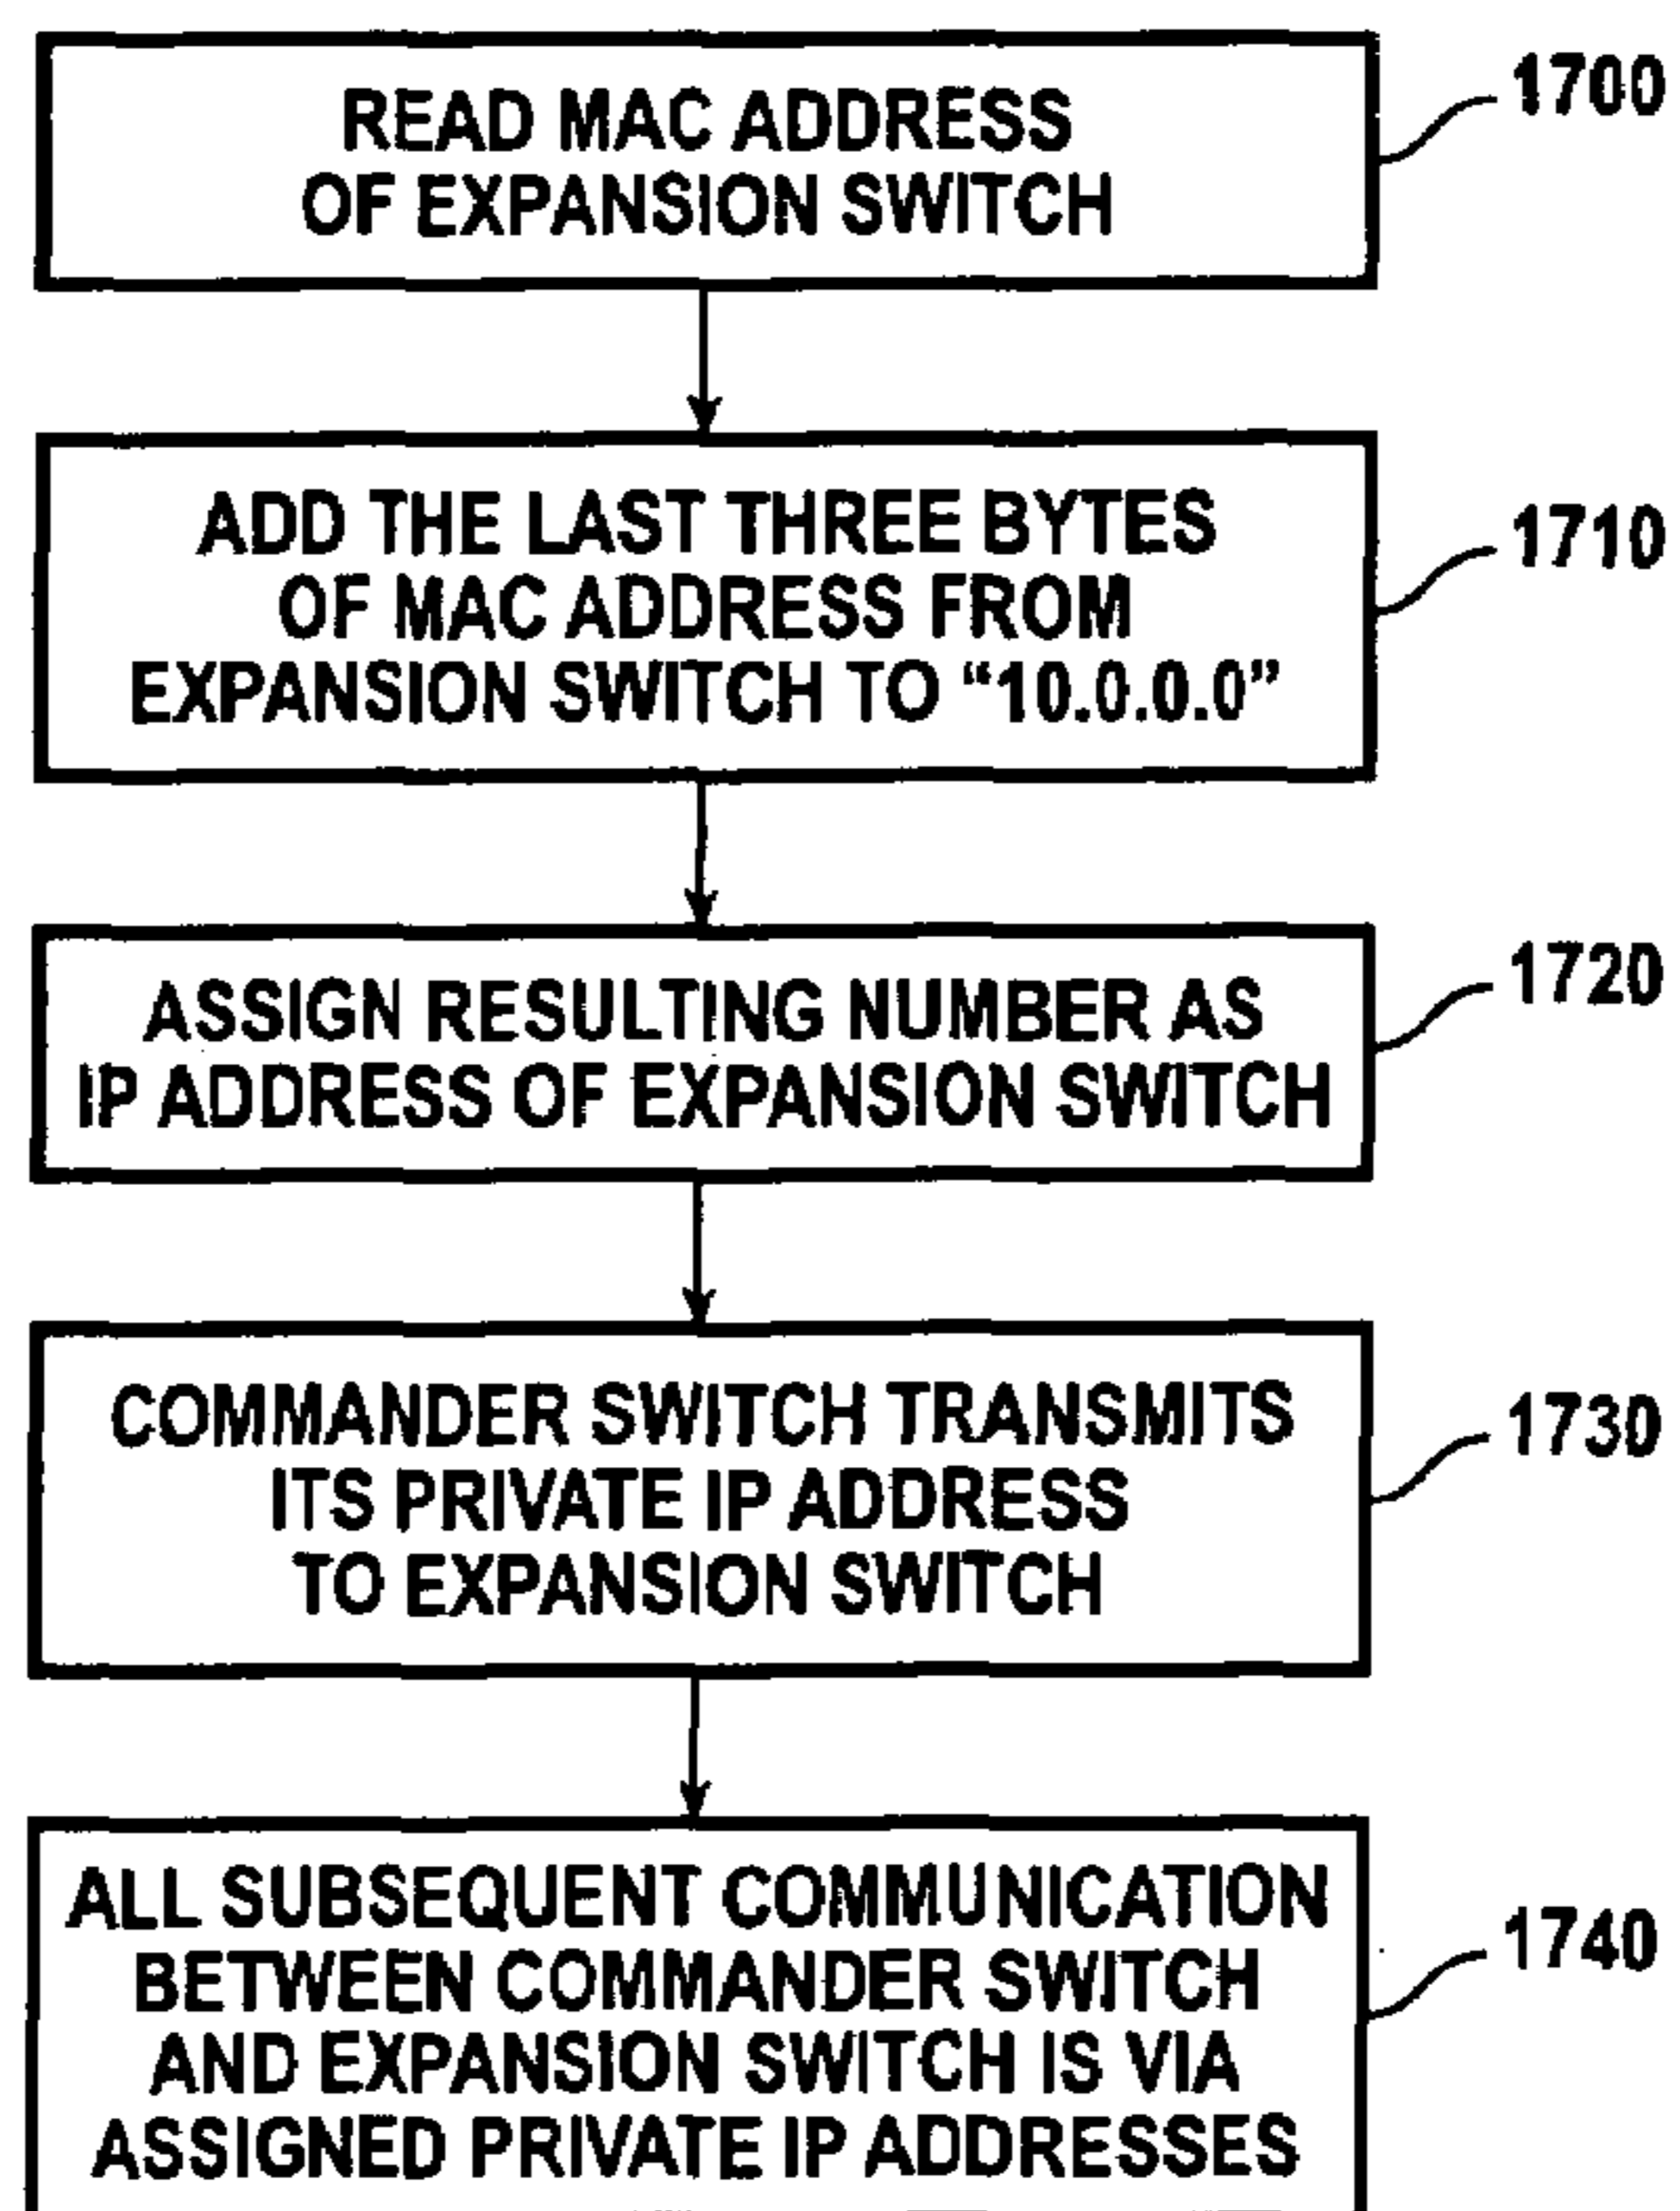 READ MAC ADDRESS
OF EXPANSION SWITCH
1700
ADD THE LAST THREE BYTES
OF MAC ADDRESS FROM
EXPANSION SWITCH TO “10.0.0.0”
1710
ASSIGN RESULTING NUMBER AS
IP ADDRESS OF EXPANSION SWITCH
1720
COMMANDER SWITCH TRANSMITS
ITS PRIVATE IP ADDRESS
TO EXPANSION SWITCH
1730
ALL SUBSEQUENT COMMUNICATION
BETWEEN COMMANDER SWITCH
AND EXPANSION SWITCH IS VIA
ASSIGNED PRIVATE IP ADDRESSES
1740